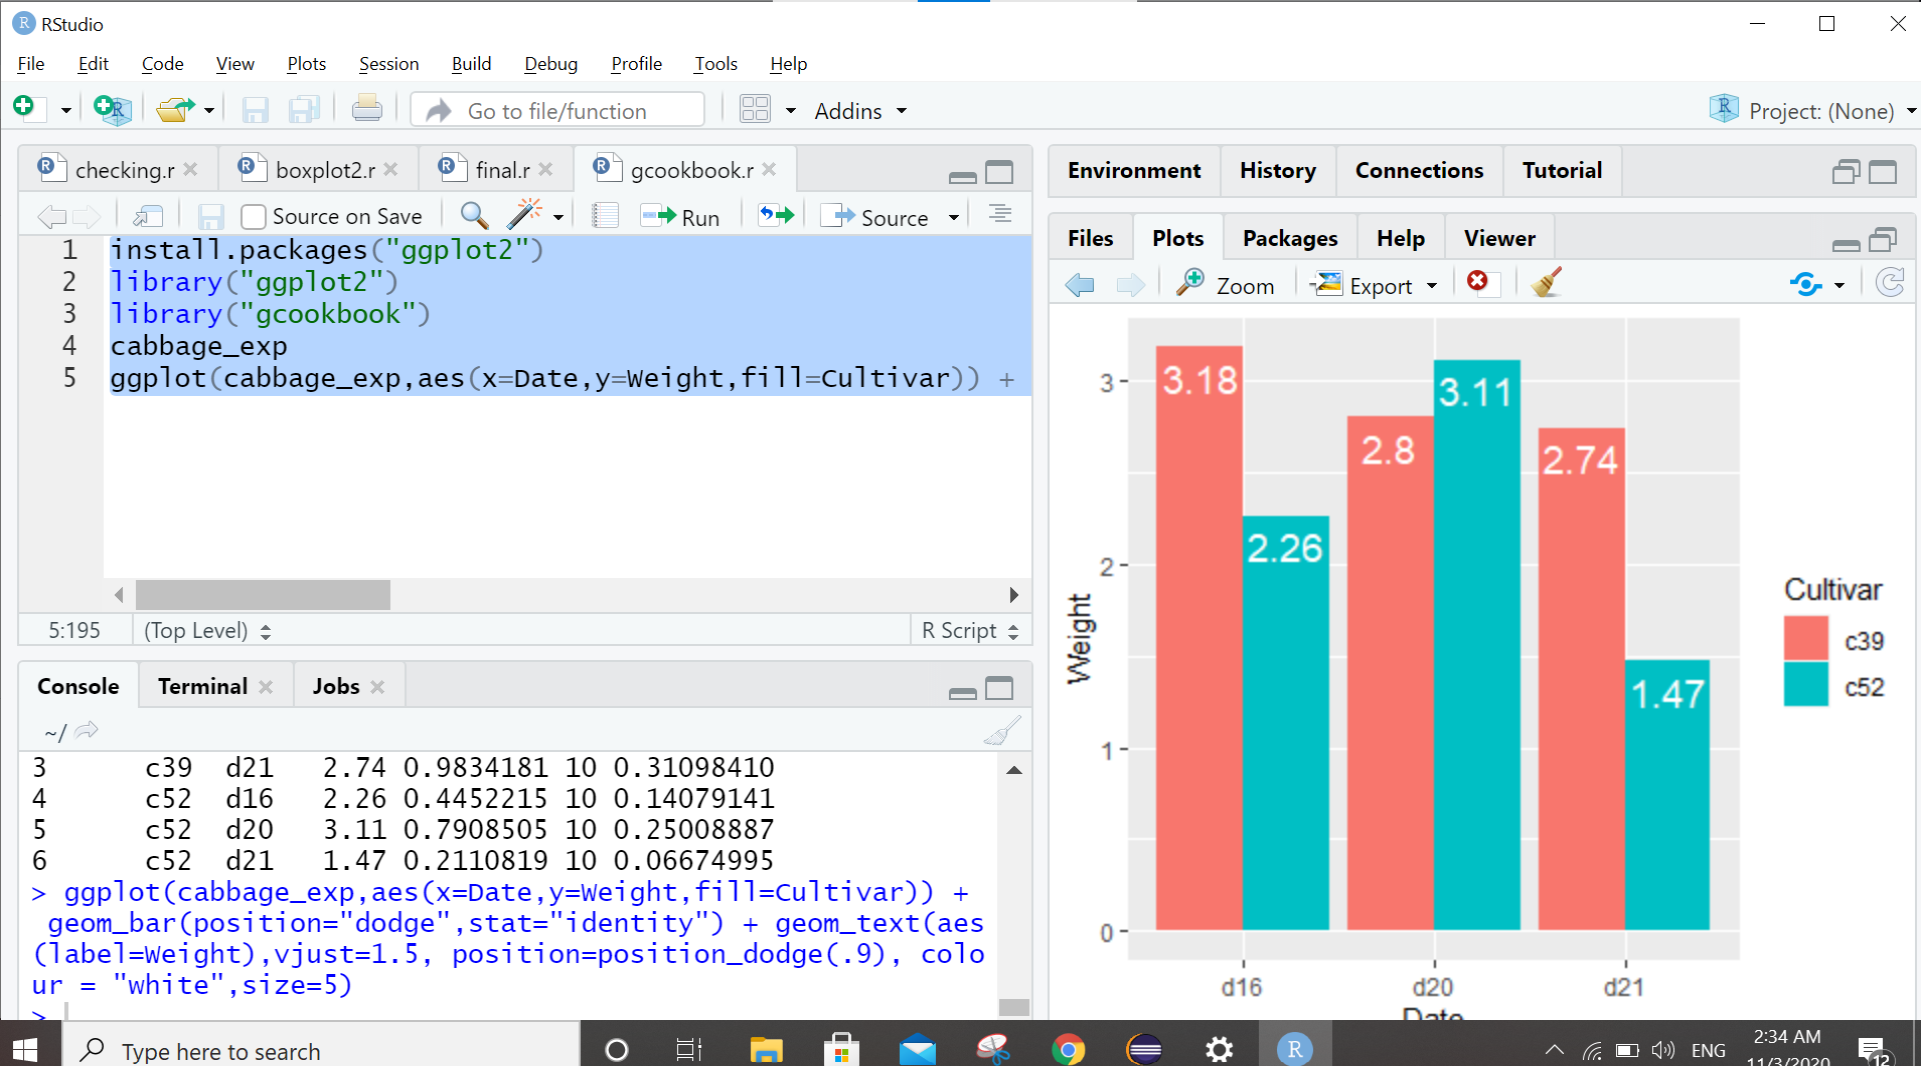 RStudio
File Edit Code View Plots Session Build Debug Profile Tools Help
Go to file/function Addins Project: (None)
checking.r boxplot2.r final.r gcookbook.r
Source on Save Run Source
1 install.packages("ggplot2")
2 library("ggplot2")
3 library("gcookbook")
4 cabbage_exp
5 ggplot(cabbage_exp,aes(x=Date,y=Weight,fill=Cultivar)) +
5:195 (Top Level) R Script
Console Terminal Jobs
~/
3 c39 d21 2.74 0.9834181 10 0.31098410
4 c52 d16 2.26 0.4452215 10 0.14079141
5 c52 d20 3.11 0.7908505 10 0.25008887
6 c52 d21 1.47 0.2110819 10 0.06674995
> ggplot(cabbage_exp,aes(x=Date,y=Weight,fill=Cultivar)) +
geom_bar(position="dodge",stat="identity") + geom_text(aes
(label=Weight),vjust=1.5, position=position_dodge(.9), colo
ur = "white",size=5)
>
Environment History Connections Tutorial
Files Plots Packages Help Viewer
Zoom Export
3
2
1
0
Weight
3.18
2.26
2.8
3.11
2.74
1.47
d16 d20 d21
Date
Cultivar
c39
c52
Type here to search
R
ENG
2:34 AM
11/3/2020
12